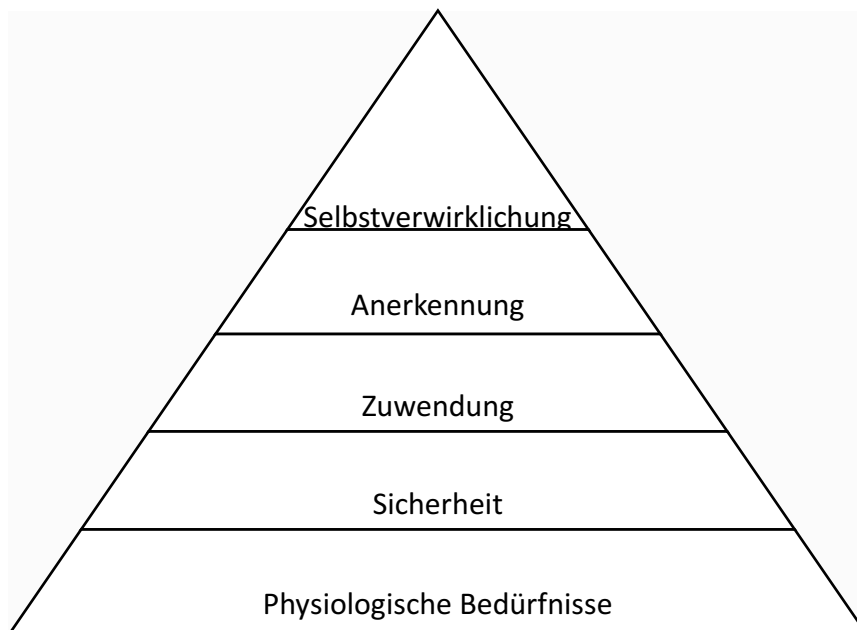 Selbstverwirklichung
Anerkennung
Zuwendung
Sicherheit
Physiologische Bedürfnisse